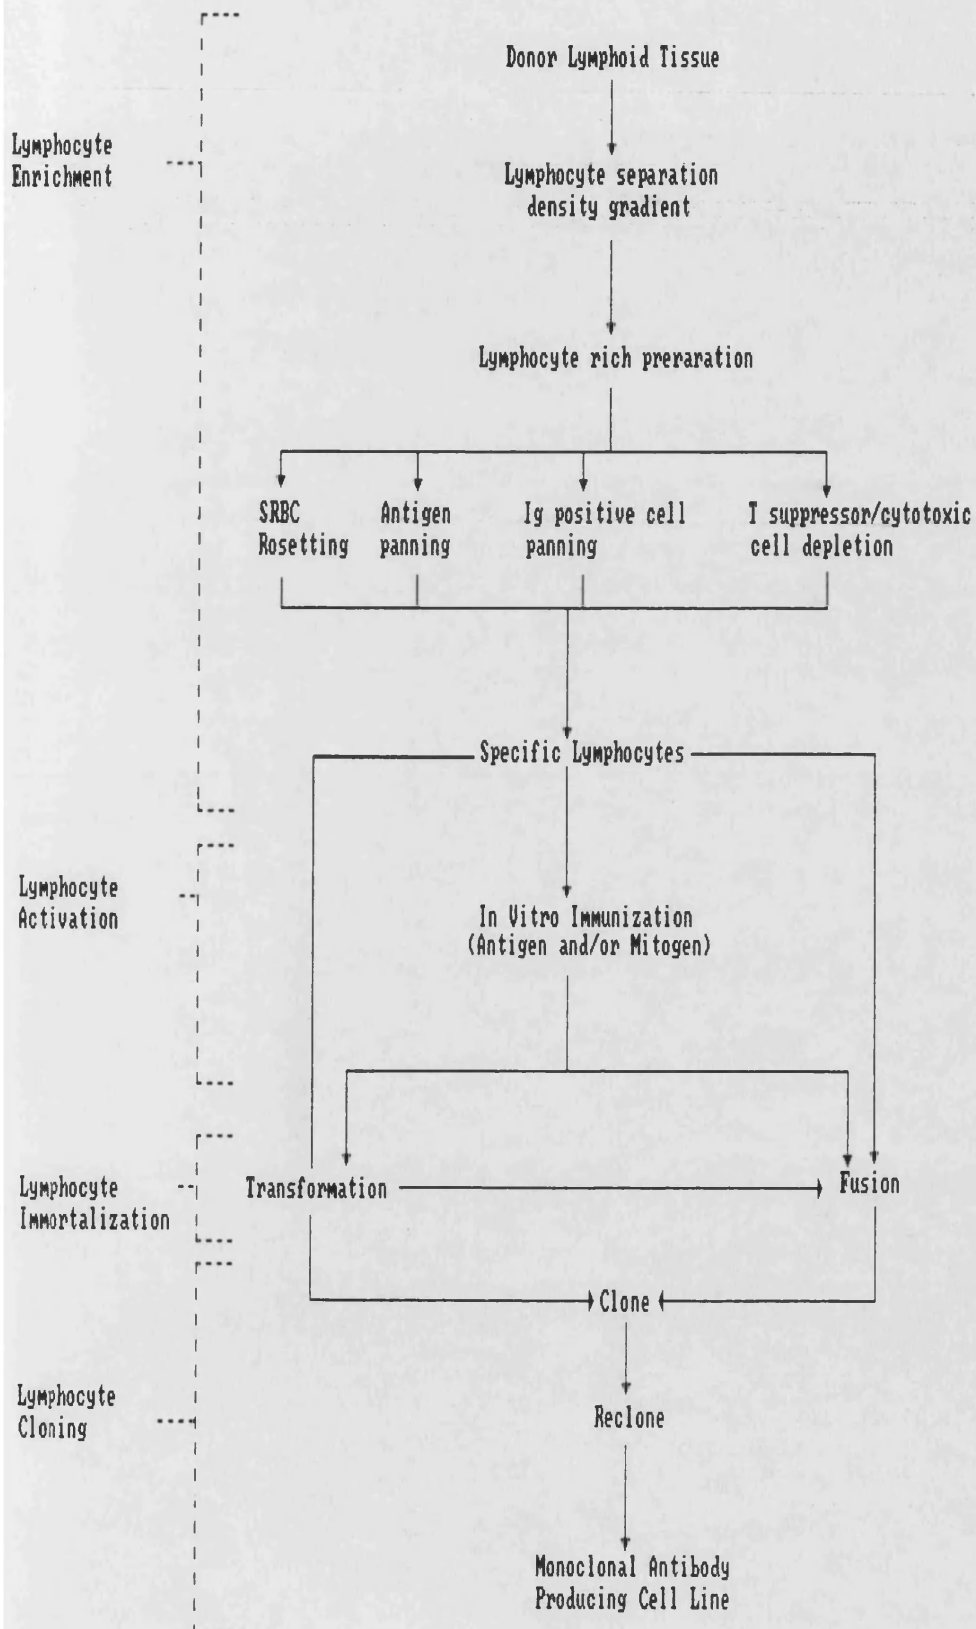 Donor Lymphoid Tissue
Lymphocyte
Enrichment
Lymphocyte separation
density gradient
Lymphocyte rich preraration
SRBC
Rosetting
Antigen
panning
Ig positive cell
panning
T suppressor/cytotoxic
cell depletion
Specific Lymphocytes
Lymphocyte
Activation
In Vitro Immunization
(Antigen and/or Mitogen)
Lymphocyte
Immortalization
Transformation
Fusion
Clone
Lymphocyte
Cloning
Reclone
Monoclonal Antibody
Producing Cell Line